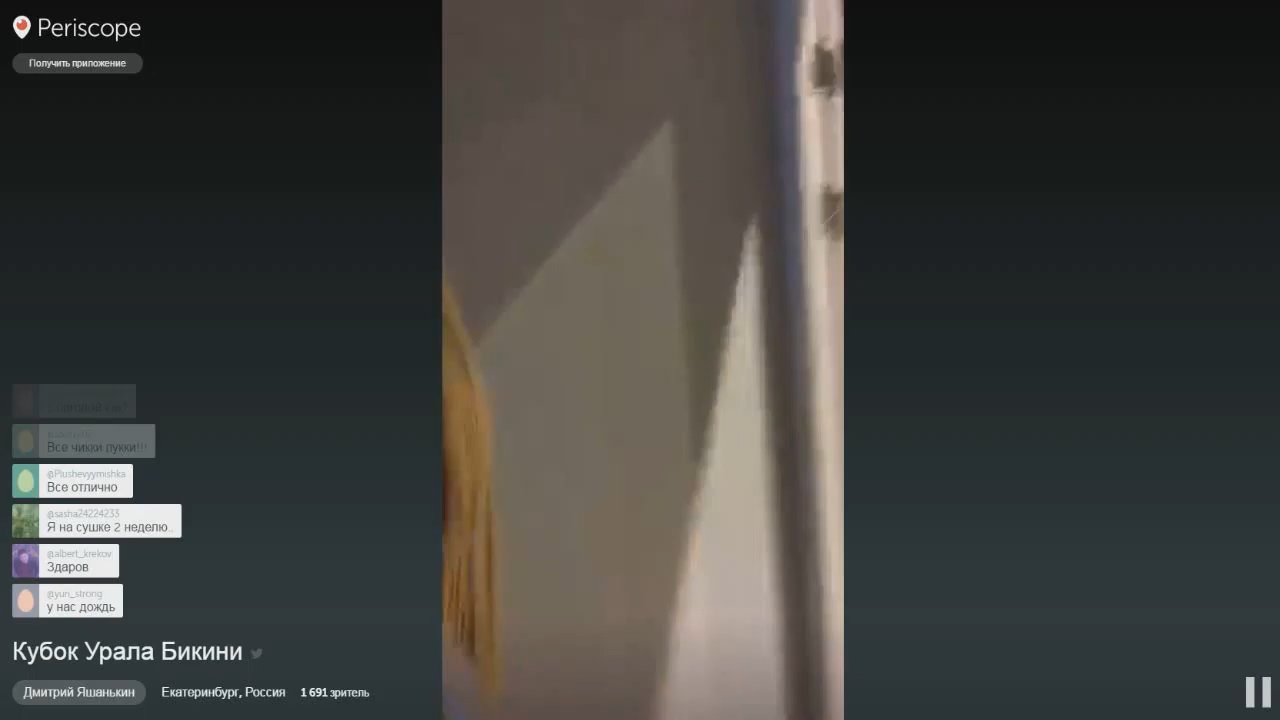 Periscope
Получить приложение
Все чикки пукки!!!
@Plushevyymishka
Все отлично
@sasha24224233
Я на сушке 2 неделю..
@albert_krekov
Здаров
@yuri_strong
у нас дождь
Кубок Урала Бикини
Дмитрий Яшанькин
Екатеринбург, Россия
1 691 зритель